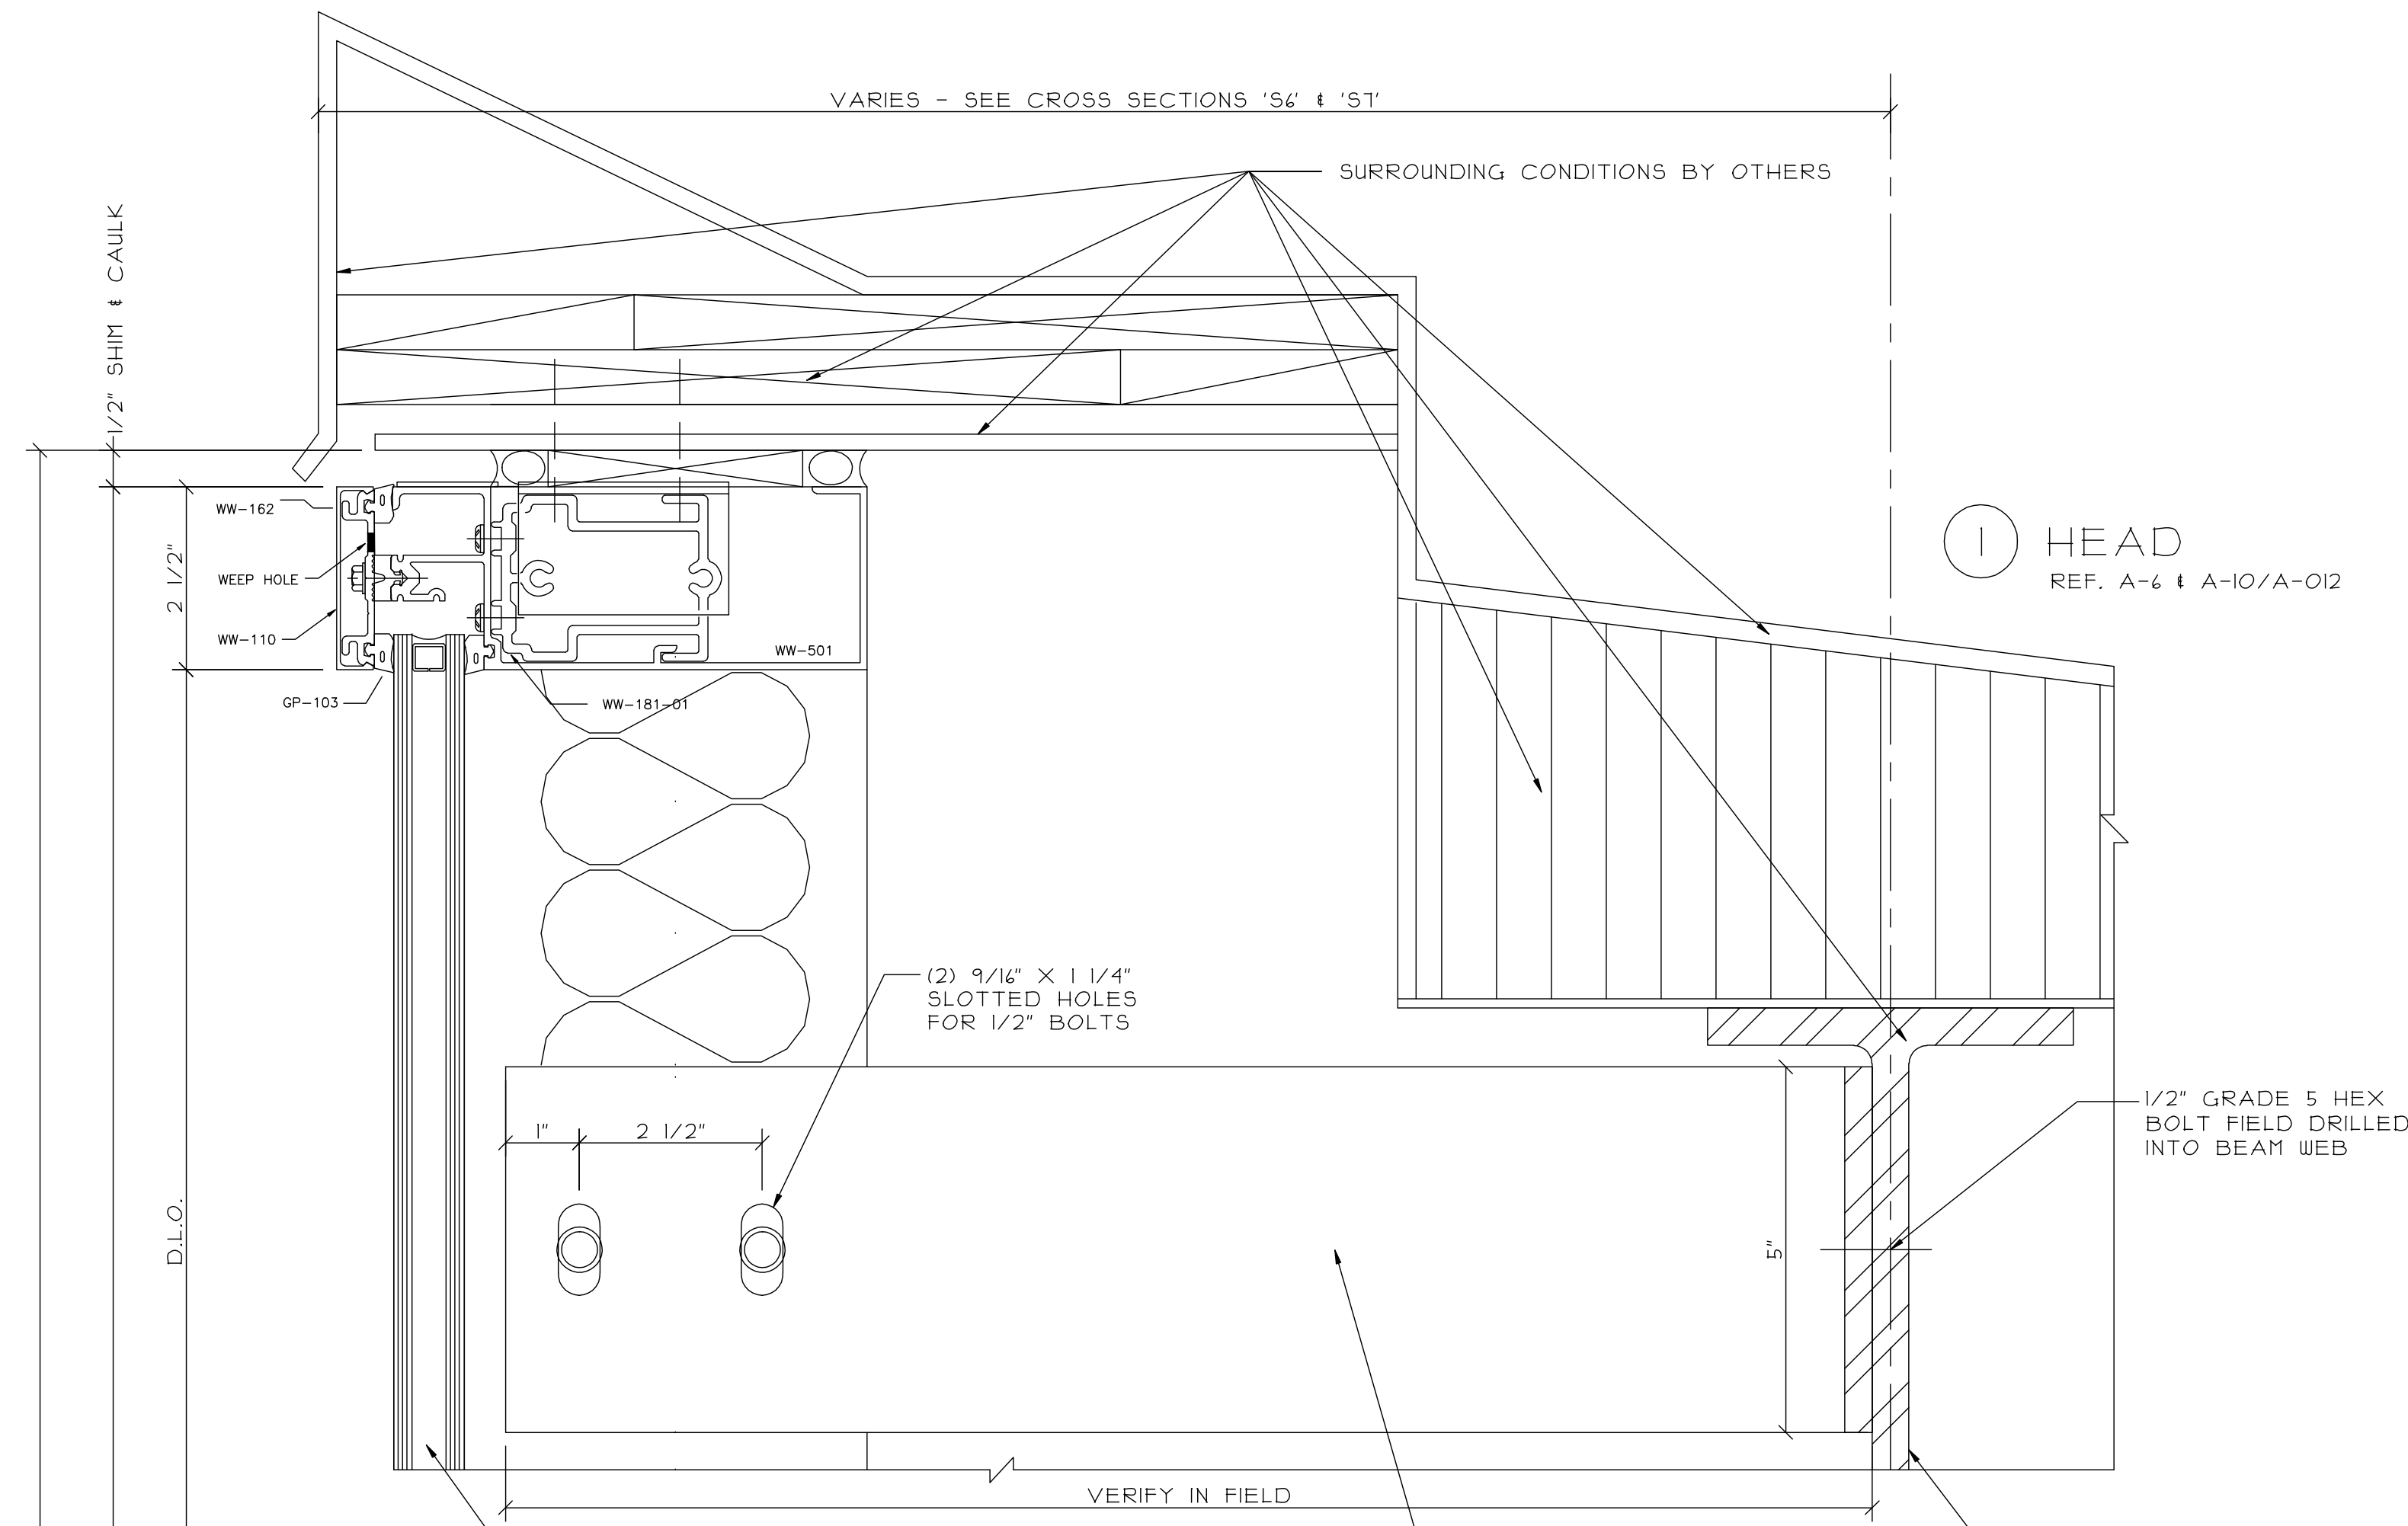 VARIES - SEE CROSS SECTIONS 'S6' & 'S7'
SURROUNDING CONDITIONS BY OTHERS
1/2" SHIM & CAULK
WW-162
2 1/2"
WEEP HOLE
WW-110
GP-103
WW-181-01
WW-501
1 HEAD
REF. A-6 & A-10/A-012
(2) 9/16" X 1 1/4"
SLOTTED HOLES
FOR 1/2" BOLTS
1/2" GRADE 5 HEX
BOLT FIELD DRILLED
INTO BEAM WEB
1"
2 1/2"
D.L.O.
5"
VERIFY IN FIELD